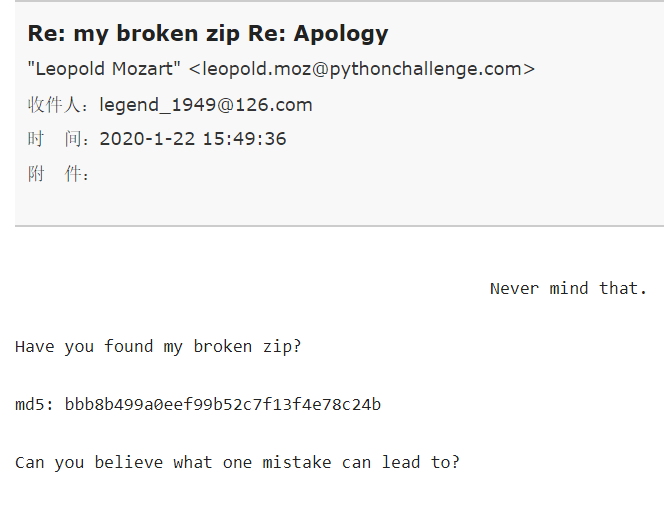 Re: my broken zip Re: Apology
"Leopold Mozart" <leopold.moz@pythonchallenge.com>
收件人：legend_1949@126.com
时　间：2020-1-22 15:49:36
附　件：
Never mind that.
Have you found my broken zip?
md5: bbb8b499a0eef99b52c7f13f4e78c24b
Can you believe what one mistake can lead to?